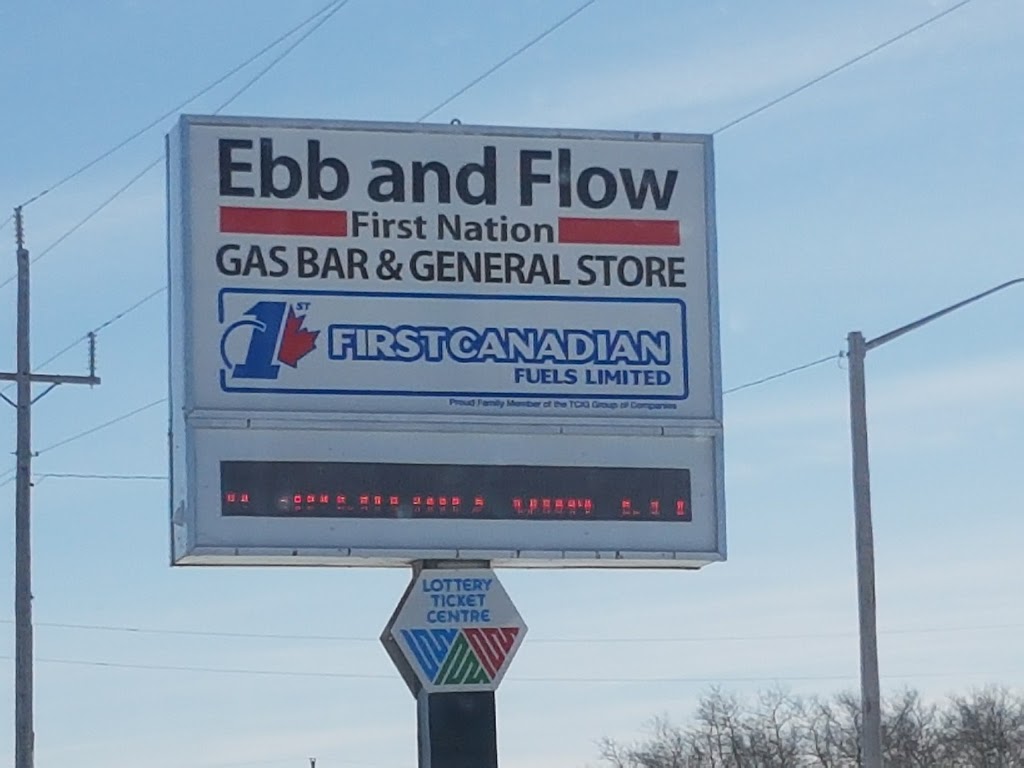 Ebb and Flow
First Nation
GAS BAR & GENERAL STORE
1ST
FIRSTCANADIAN
FUELS LIMITED
Proud Family Member of the TCIG Group of Companies
LOTTERY
TICKET
CENTRE